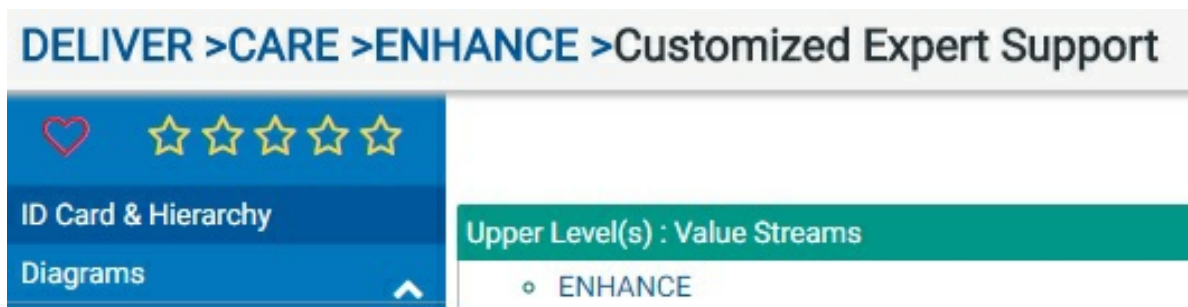 DELIVER >CARE >ENHANCE >Customized Expert Support
ID Card & Hierarchy
Upper Level(s) : Value Streams
Diagrams
ENHANCE